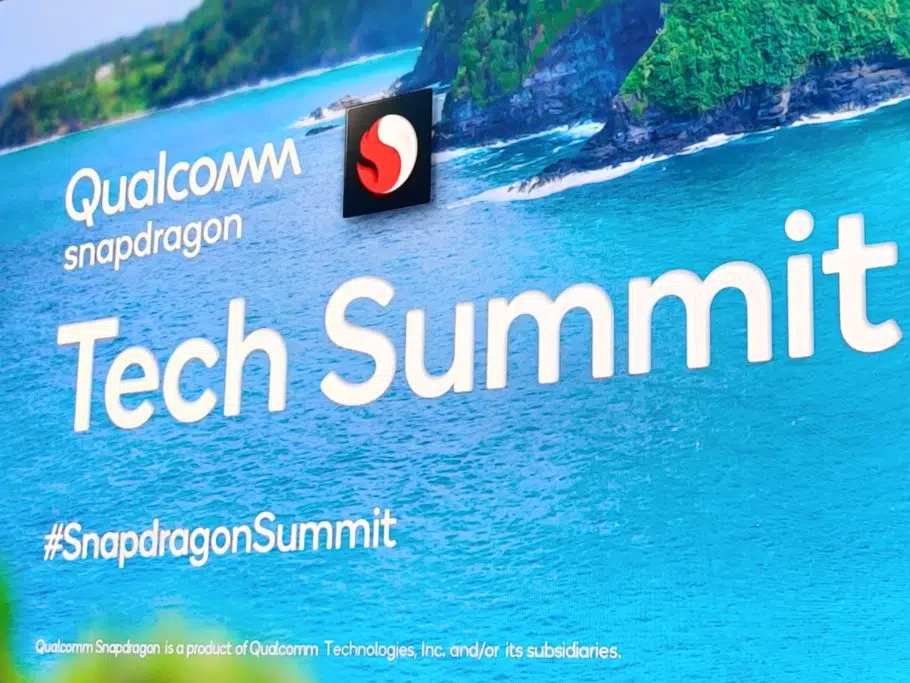 Qualcomm
snapdragon
Tech Summit
#SnapdragonSummit
Qualcomm Snapdragon is a product of Qualcomm Technologies, Inc. and/or its subsidiaries.